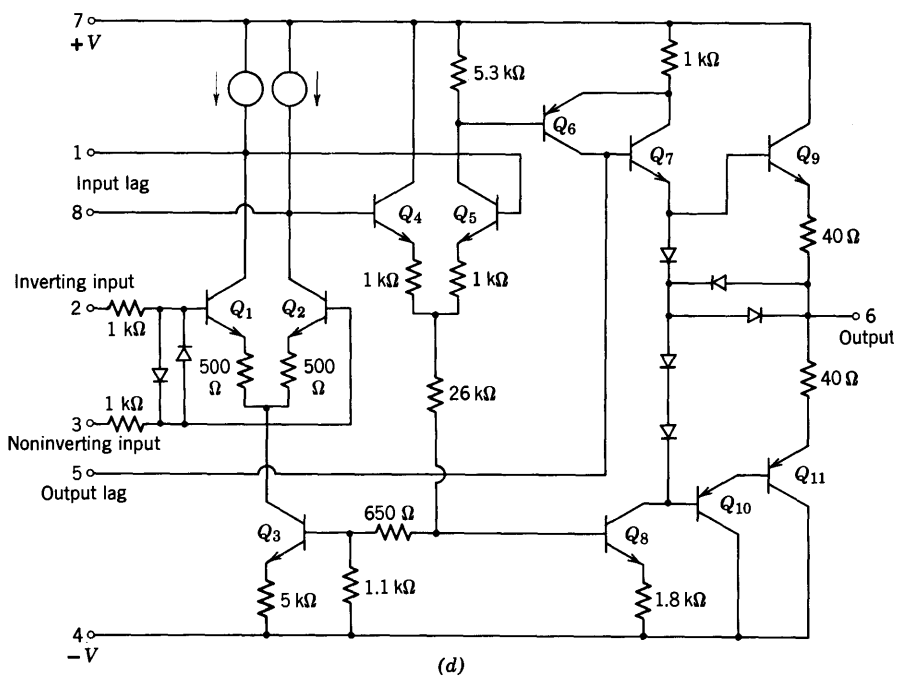 7
+V
5.3 kΩ
1 kΩ
Q6
Q7
Q9
1
Input lag
8
Q4
Q5
40 Ω
1 kΩ
1 kΩ
Inverting input
2
1 kΩ
Q1
Q2
6
Output
500
Ω
500
Ω
26 kΩ
40 Ω
1 kΩ
3
Noninverting input
5
Output lag
Q11
Q10
650 Ω
Q3
Q8
5 kΩ
1.1 kΩ
1.8 kΩ
4
−V
(d)